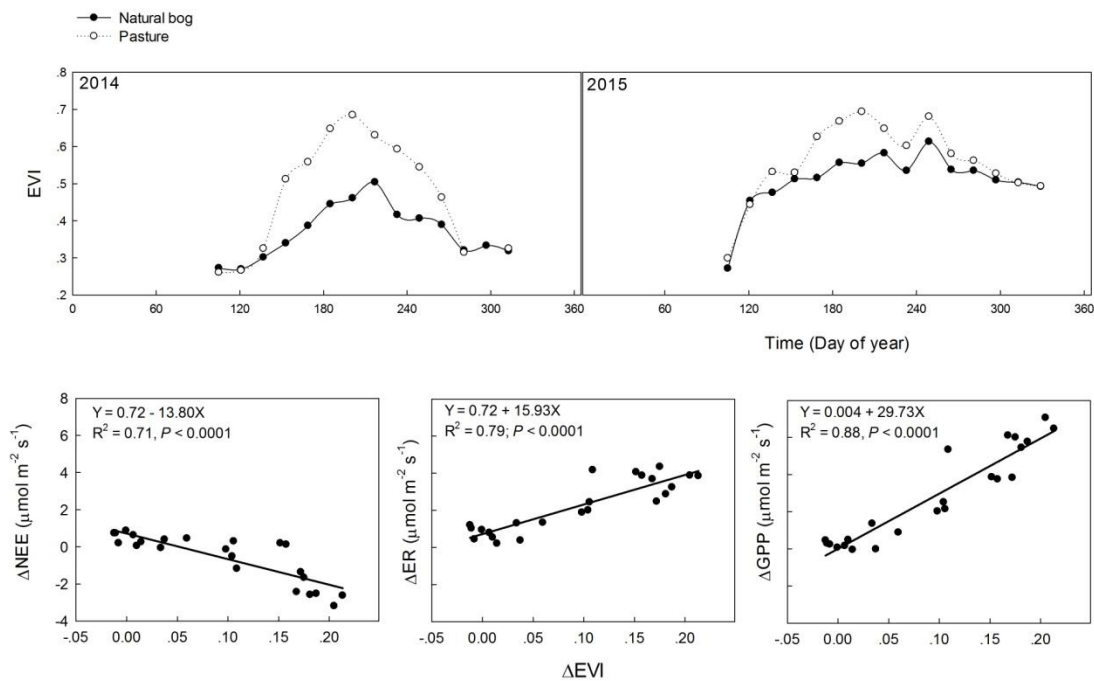 Natural bog
Pasture
2014
2015
EVI
.8
.7
.6
.5
.4
.3
.2
0 60 120 180 240 300 360
0 60 120 180 240 300 360
Time (Day of year)
Y = 0.72 - 13.80X
R² = 0.71, P < 0.0001
ΔNEE (μmol m⁻² s⁻¹)
8
6
4
2
0
-2
-4
-.05 0.00 .05 .10 .15 .20
Y = 0.72 + 15.93X
R² = 0.79; P < 0.0001
ΔER (μmol m⁻² s⁻¹)
-.05 0.00 .05 .10 .15 .20
Y = 0.004 + 29.73X
R² = 0.88, P < 0.0001
ΔGPP (μmol m⁻² s⁻¹)
-.05 0.00 .05 .10 .15 .20
ΔEVI